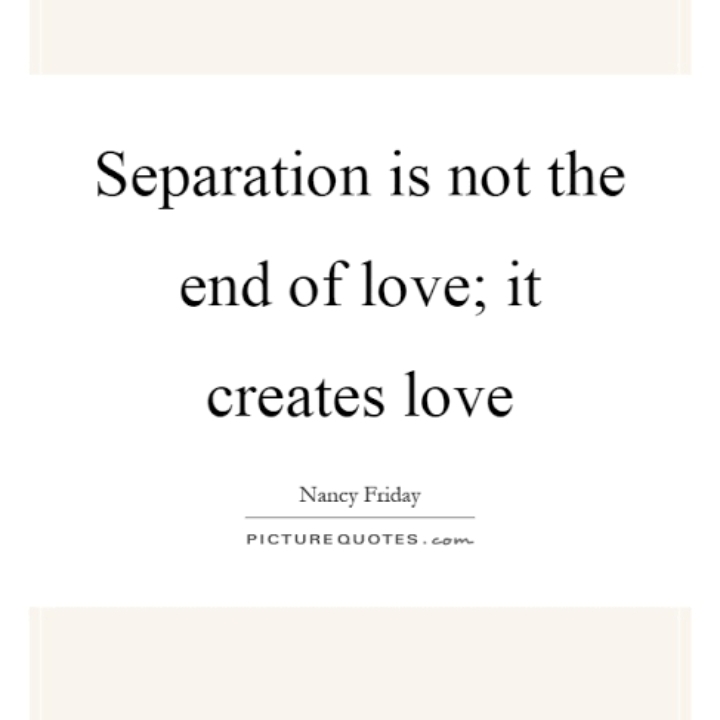 Separation is not the
end of love; it
creates love
Nancy Friday
PICTUREQUOTES.com